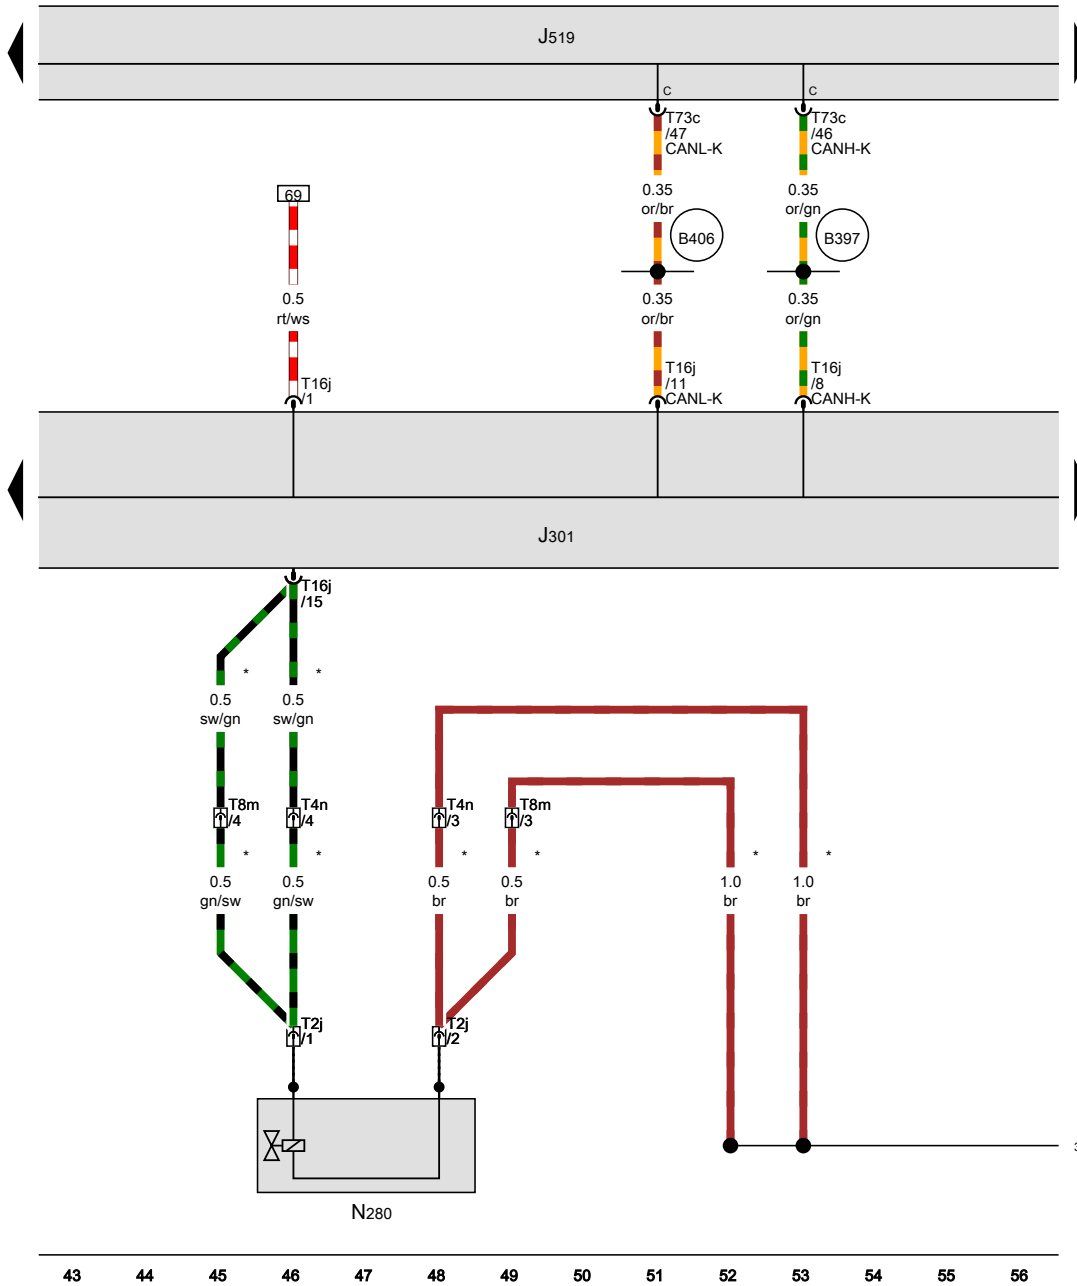 J519
c
c
T73c
/47
CANL-K
T73c
/46
CANH-K
69
0.35
or/br
0.35
or/gn
B406
B397
0.5
rt/ws
0.35
or/br
0.35
or/gn
T16j
/1
T16j
/11
CANL-K
T16j
/8
CANH-K
J301
T16j
/15
*
*
0.5
sw/gn
0.5
sw/gn
T8m
/4
T4n
/4
T4n
/3
T8m
/3
*
*
*
*
*
*
0.5
gn/sw
0.5
gn/sw
0.5
br
0.5
br
1.0
br
1.0
br
T2j
/1
T2j
/2
N280
43 44 45 46 47 48 49 50 51 52 53 54 55 56